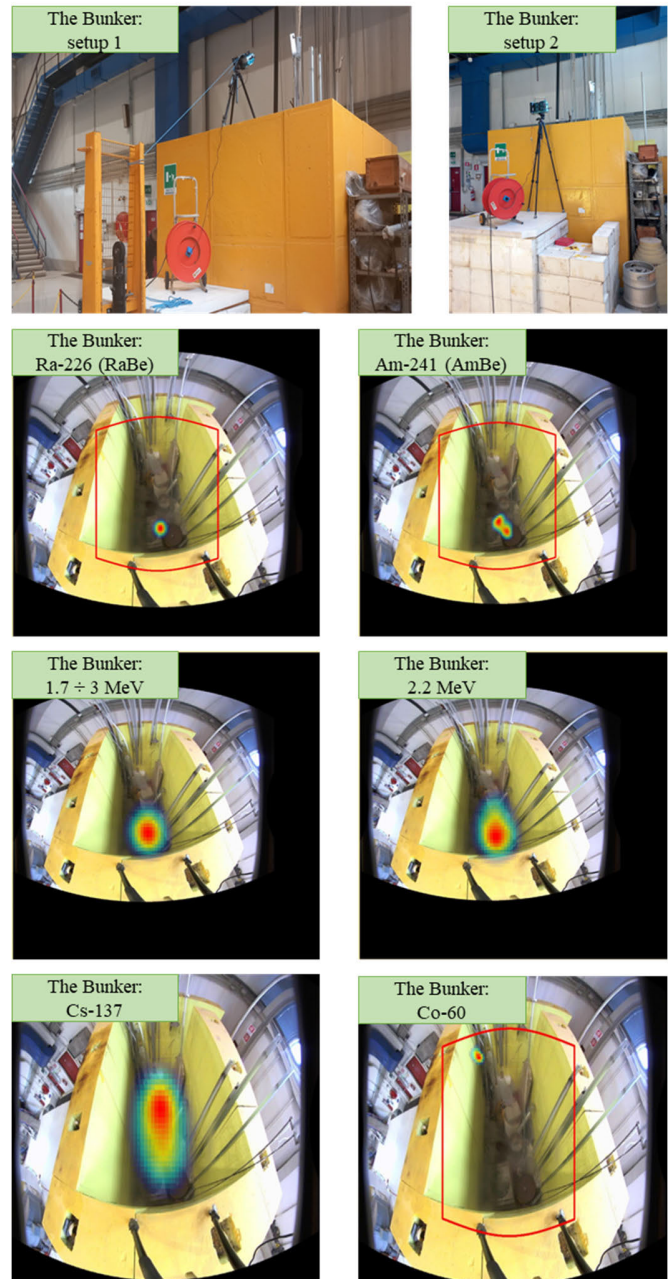 The Bunker:
setup 1
The Bunker:
setup 2
The Bunker:
Ra-226 (RaBe)
The Bunker:
Am-241 (AmBe)
The Bunker:
1.7 ÷ 3 MeV
The Bunker:
2.2 MeV
The Bunker:
Cs-137
The Bunker:
Co-60